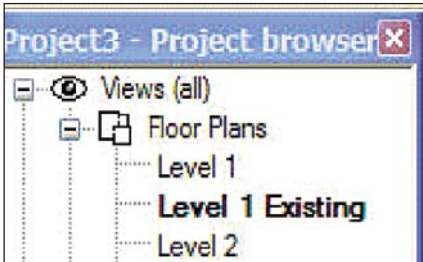 Project3 - Project browser
Views (all)
Floor Plans
Level 1
Level 1 Existing
Level 2